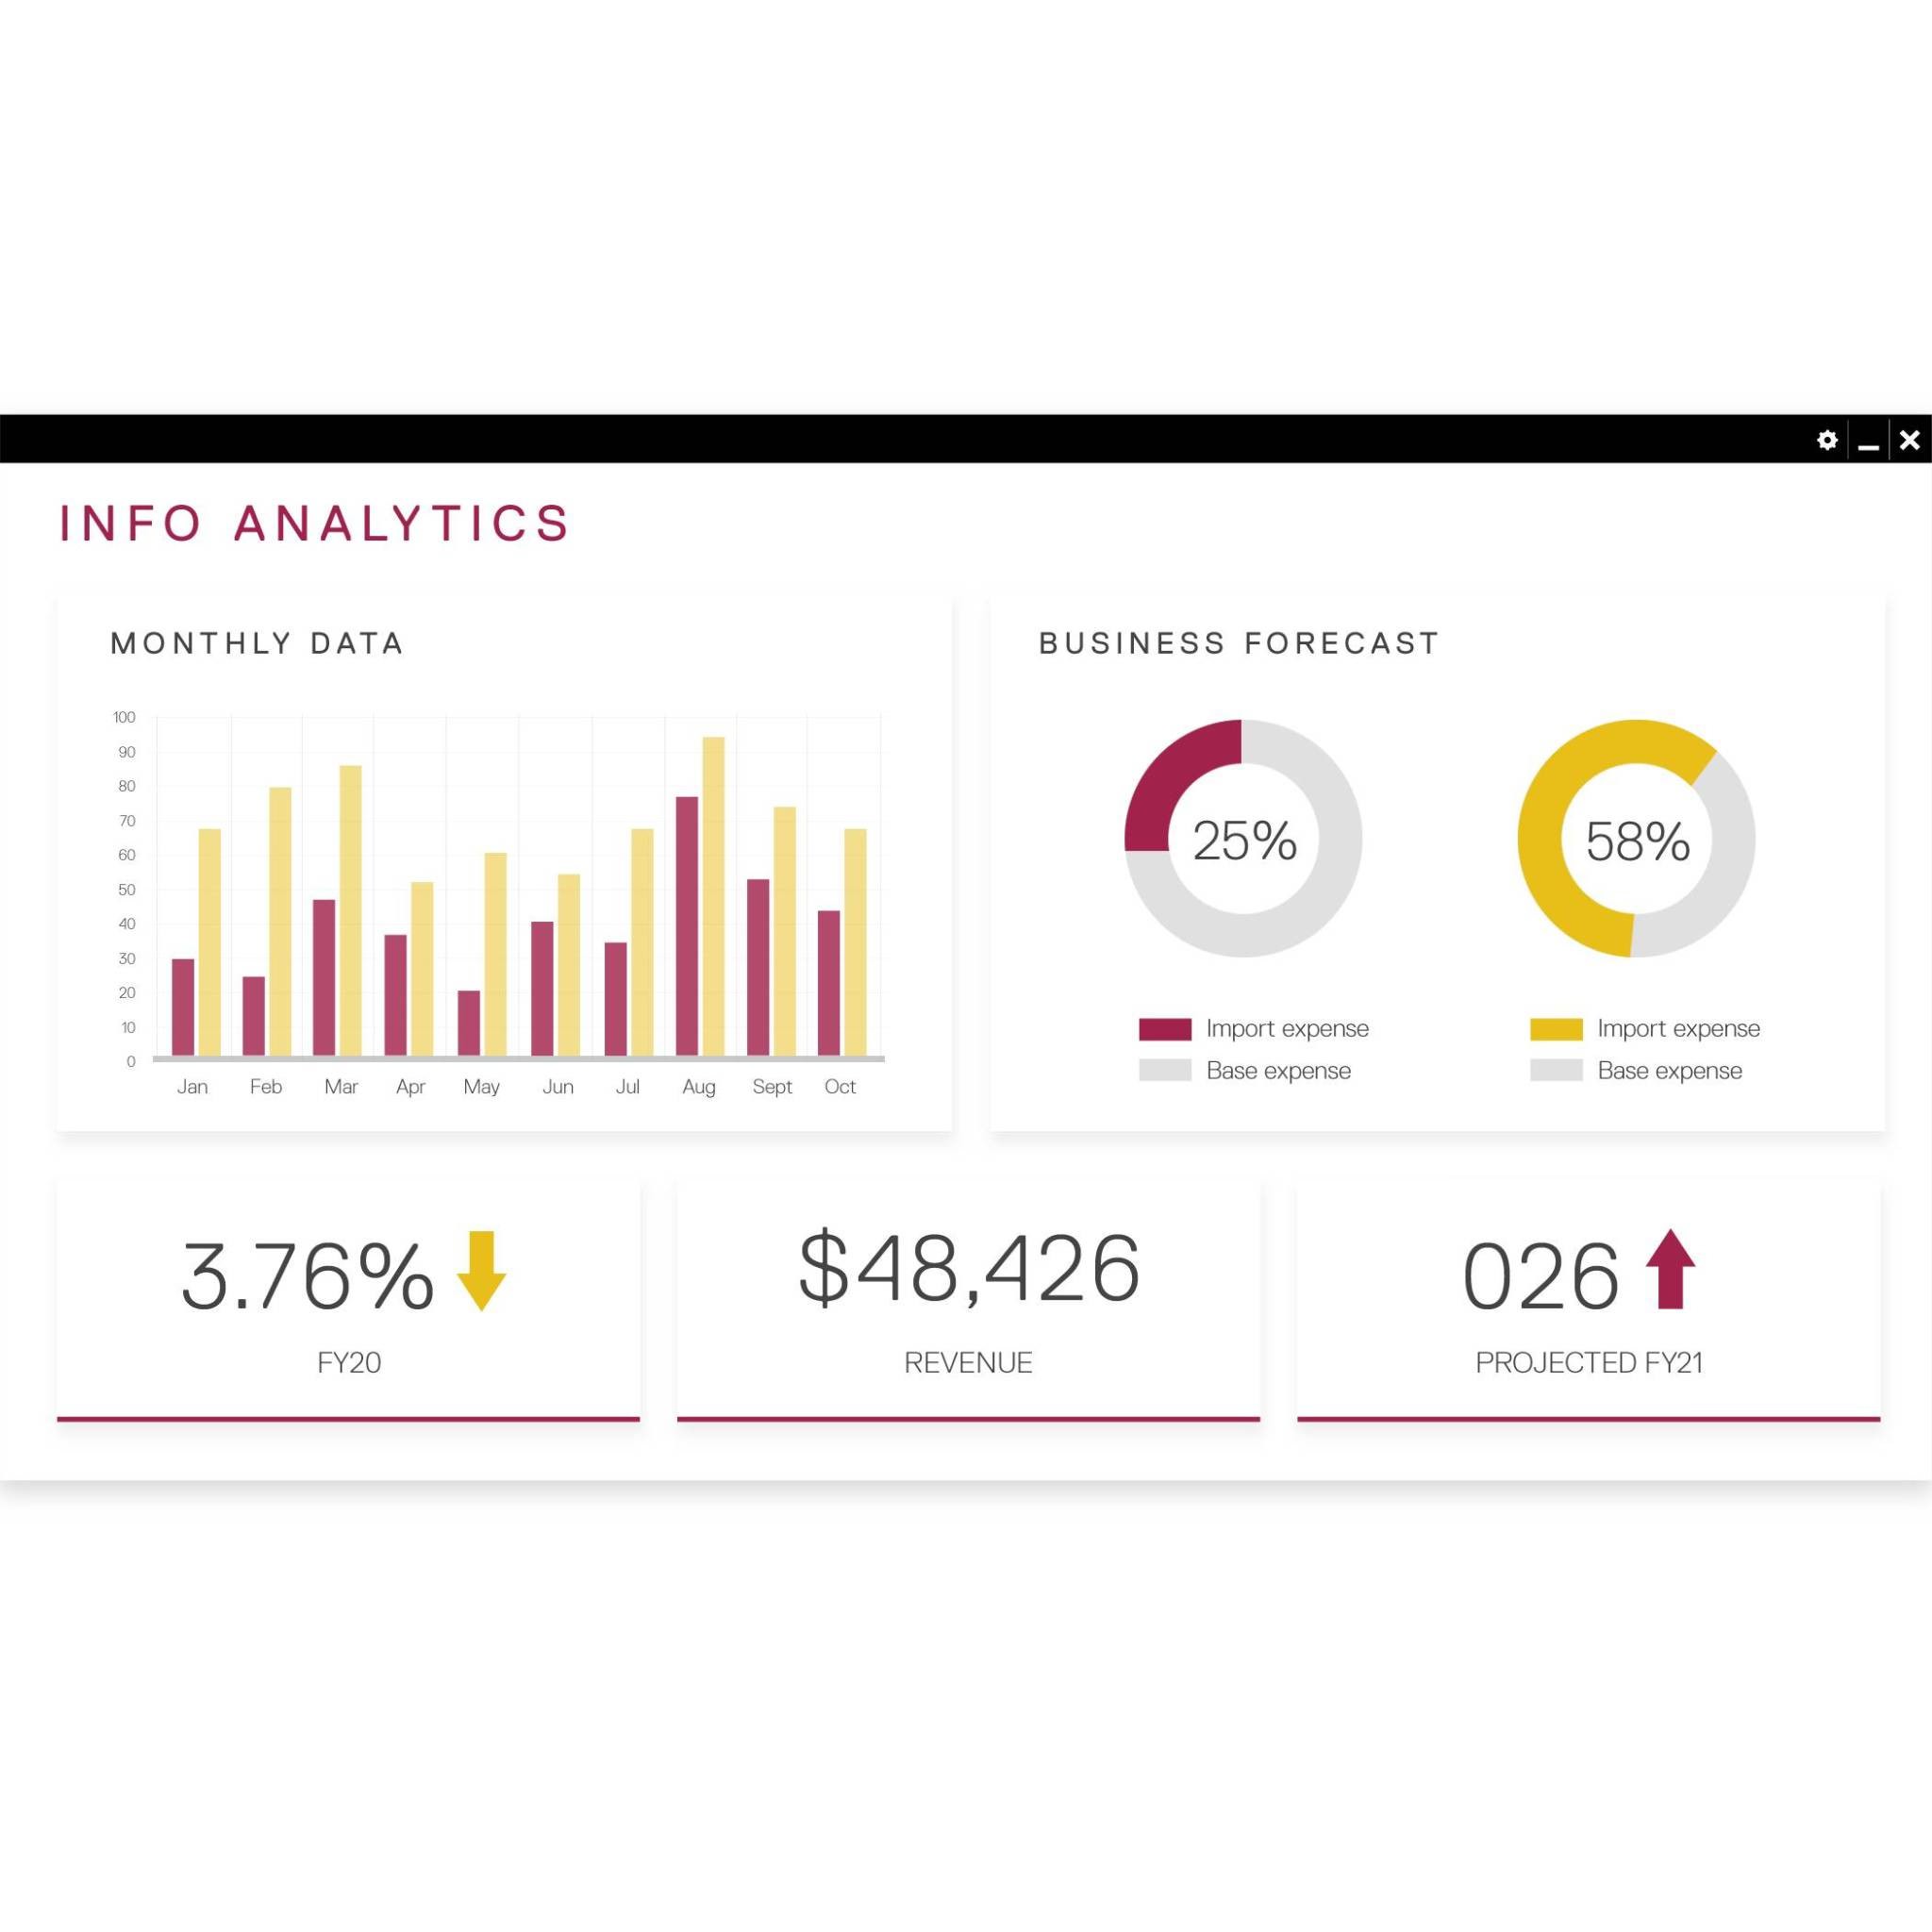 INFO ANALYTICS
MONTHLY DATA
100
90
80
70
60
50
40
30
20
10
0
Jan Feb Mar Apr May Jun Jul Aug Sept Oct
BUSINESS FORECAST
25%
58%
Import expense
Base expense
Import expense
Base expense
3.76%
FY20
$48,426
REVENUE
026
PROJECTED FY21